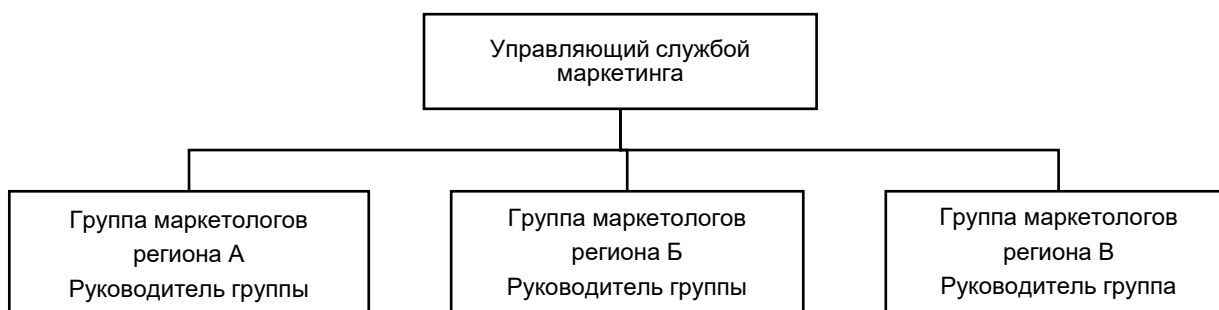 Управляющий службой
маркетинга
Группа маркетологов
региона А
Руководитель группы
Группа маркетологов
региона Б
Руководитель группы
Группа маркетологов
региона В
Руководитель группа